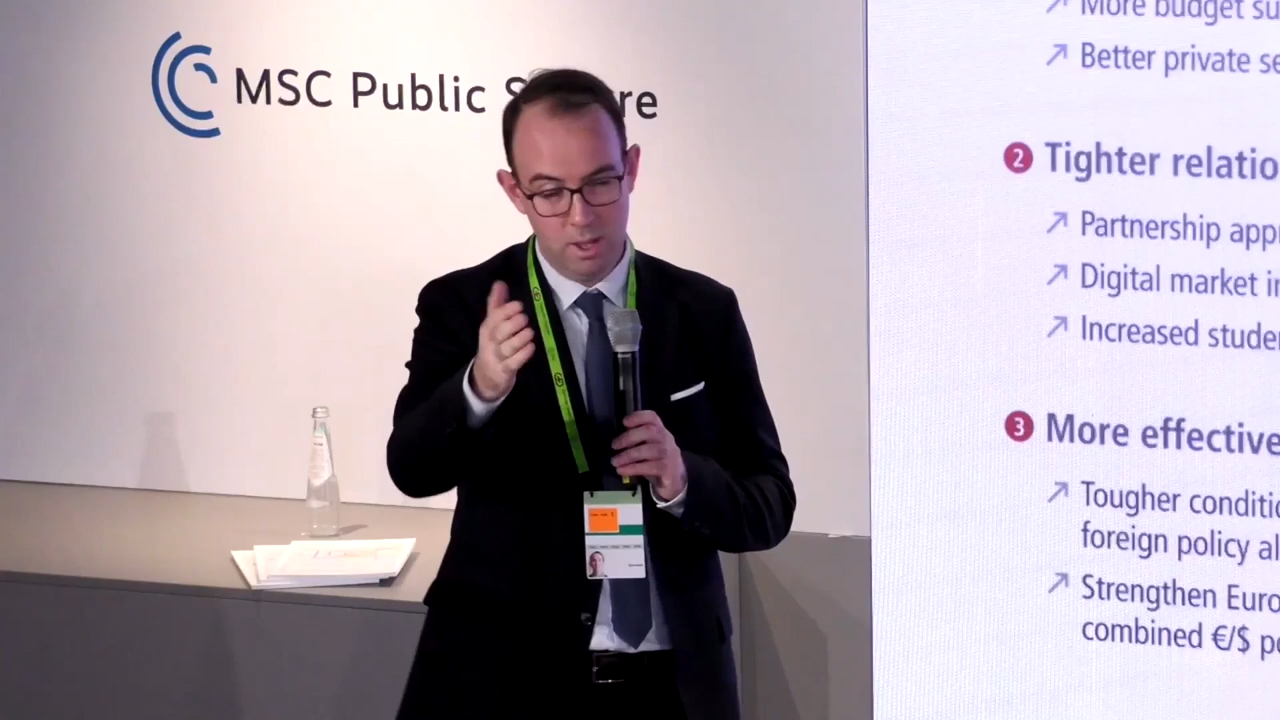 MSC Public S re
More budget su
Better private se
2 Tighter relatio
Partnership app
Digital market i
Increased stude
3 More effective
Tougher conditio
foreign policy al
Strengthen Euro
combined €/$ p